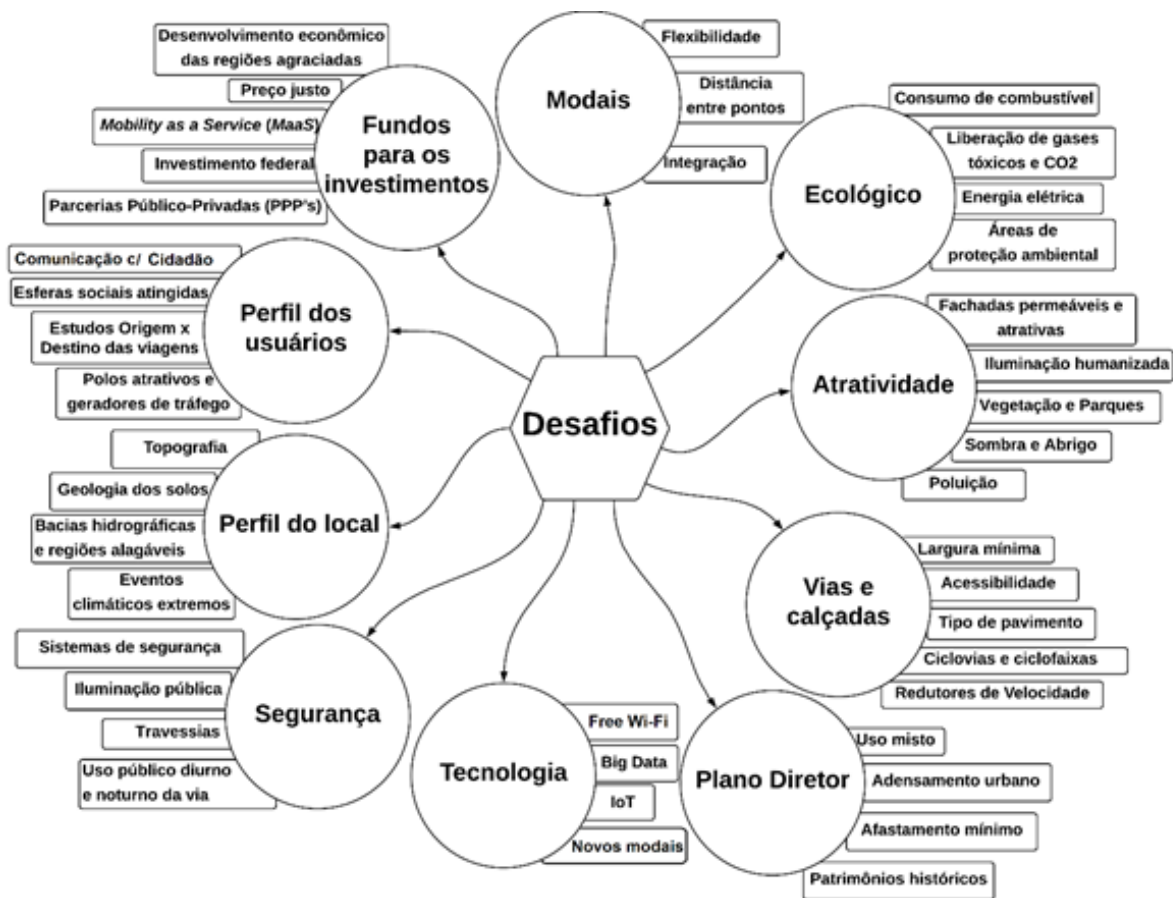 Desafios
Modais
Flexibilidade
Distância
entre pontos
Integração
Ecológico
Consumo de combustível
Liberação de gases
tóxicos e CO2
Energia elétrica
Áreas de
proteção ambiental
Atratividade
Fachadas permeáveis e
atrativas
Iluminação humanizada
Vegetação e Parques
Sombra e Abrigo
Poluição
Vias e
calçadas
Largura mínima
Acessibilidade
Tipo de pavimento
Ciclovias e ciclofaixas
Redutores de Velocidade
Plano Diretor
Uso misto
Adensamento urbano
Afastamento mínimo
Patrimônios históricos
Tecnologia
Free Wi-Fi
Big Data
IoT
Novos modais
Segurança
Sistemas de segurança
Iluminação pública
Travessias
Uso público diurno
e noturno da via
Perfil do local
Topografia
Geologia dos solos
Bacias hidrográficas
e regiões alagáveis
Eventos
climáticos extremos
Perfil dos
usuários
Comunicação c/ Cidadão
Esferas sociais atingidas
Estudos Origem x
Destino das viagens
Polos atrativos e
geradores de tráfego
Fundos
para os
investimentos
Desenvolvimento econômico
das regiões agraciadas
Preço justo
Mobility as a Service (MaaS)
Investimento federal
Parcerias Público-Privadas (PPP's)